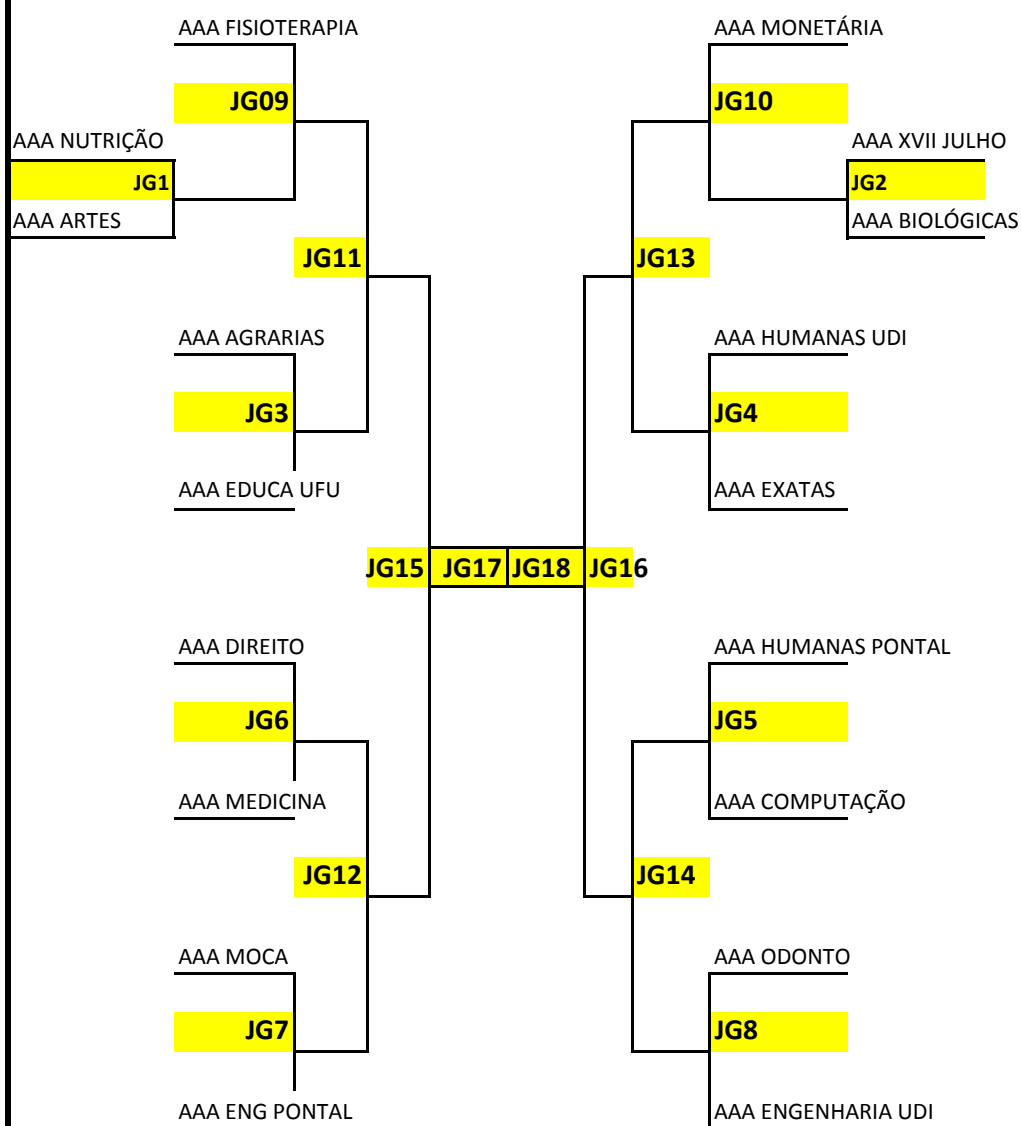 AAA FISIOTERAPIA AAA MONETÁRIA
JG09 JG10
AAA NUTRIÇÃO AAA XVII JULHO
JG1 JG2
AAA ARTES AAA BIOLÓGICAS
JG11 JG13
AAA AGRARIAS AAA HUMANAS UDI
JG3 JG4
AAA EDUCA UFU AAA EXATAS
JG15 JG17 JG18 JG16
AAA DIREITO AAA HUMANAS PONTAL
JG6 JG5
AAA MEDICINA AAA COMPUTAÇÃO
JG12 JG14
AAA MOCA AAA ODONTO
JG7 JG8
AAA ENG PONTAL AAA ENGENHARIA UDI